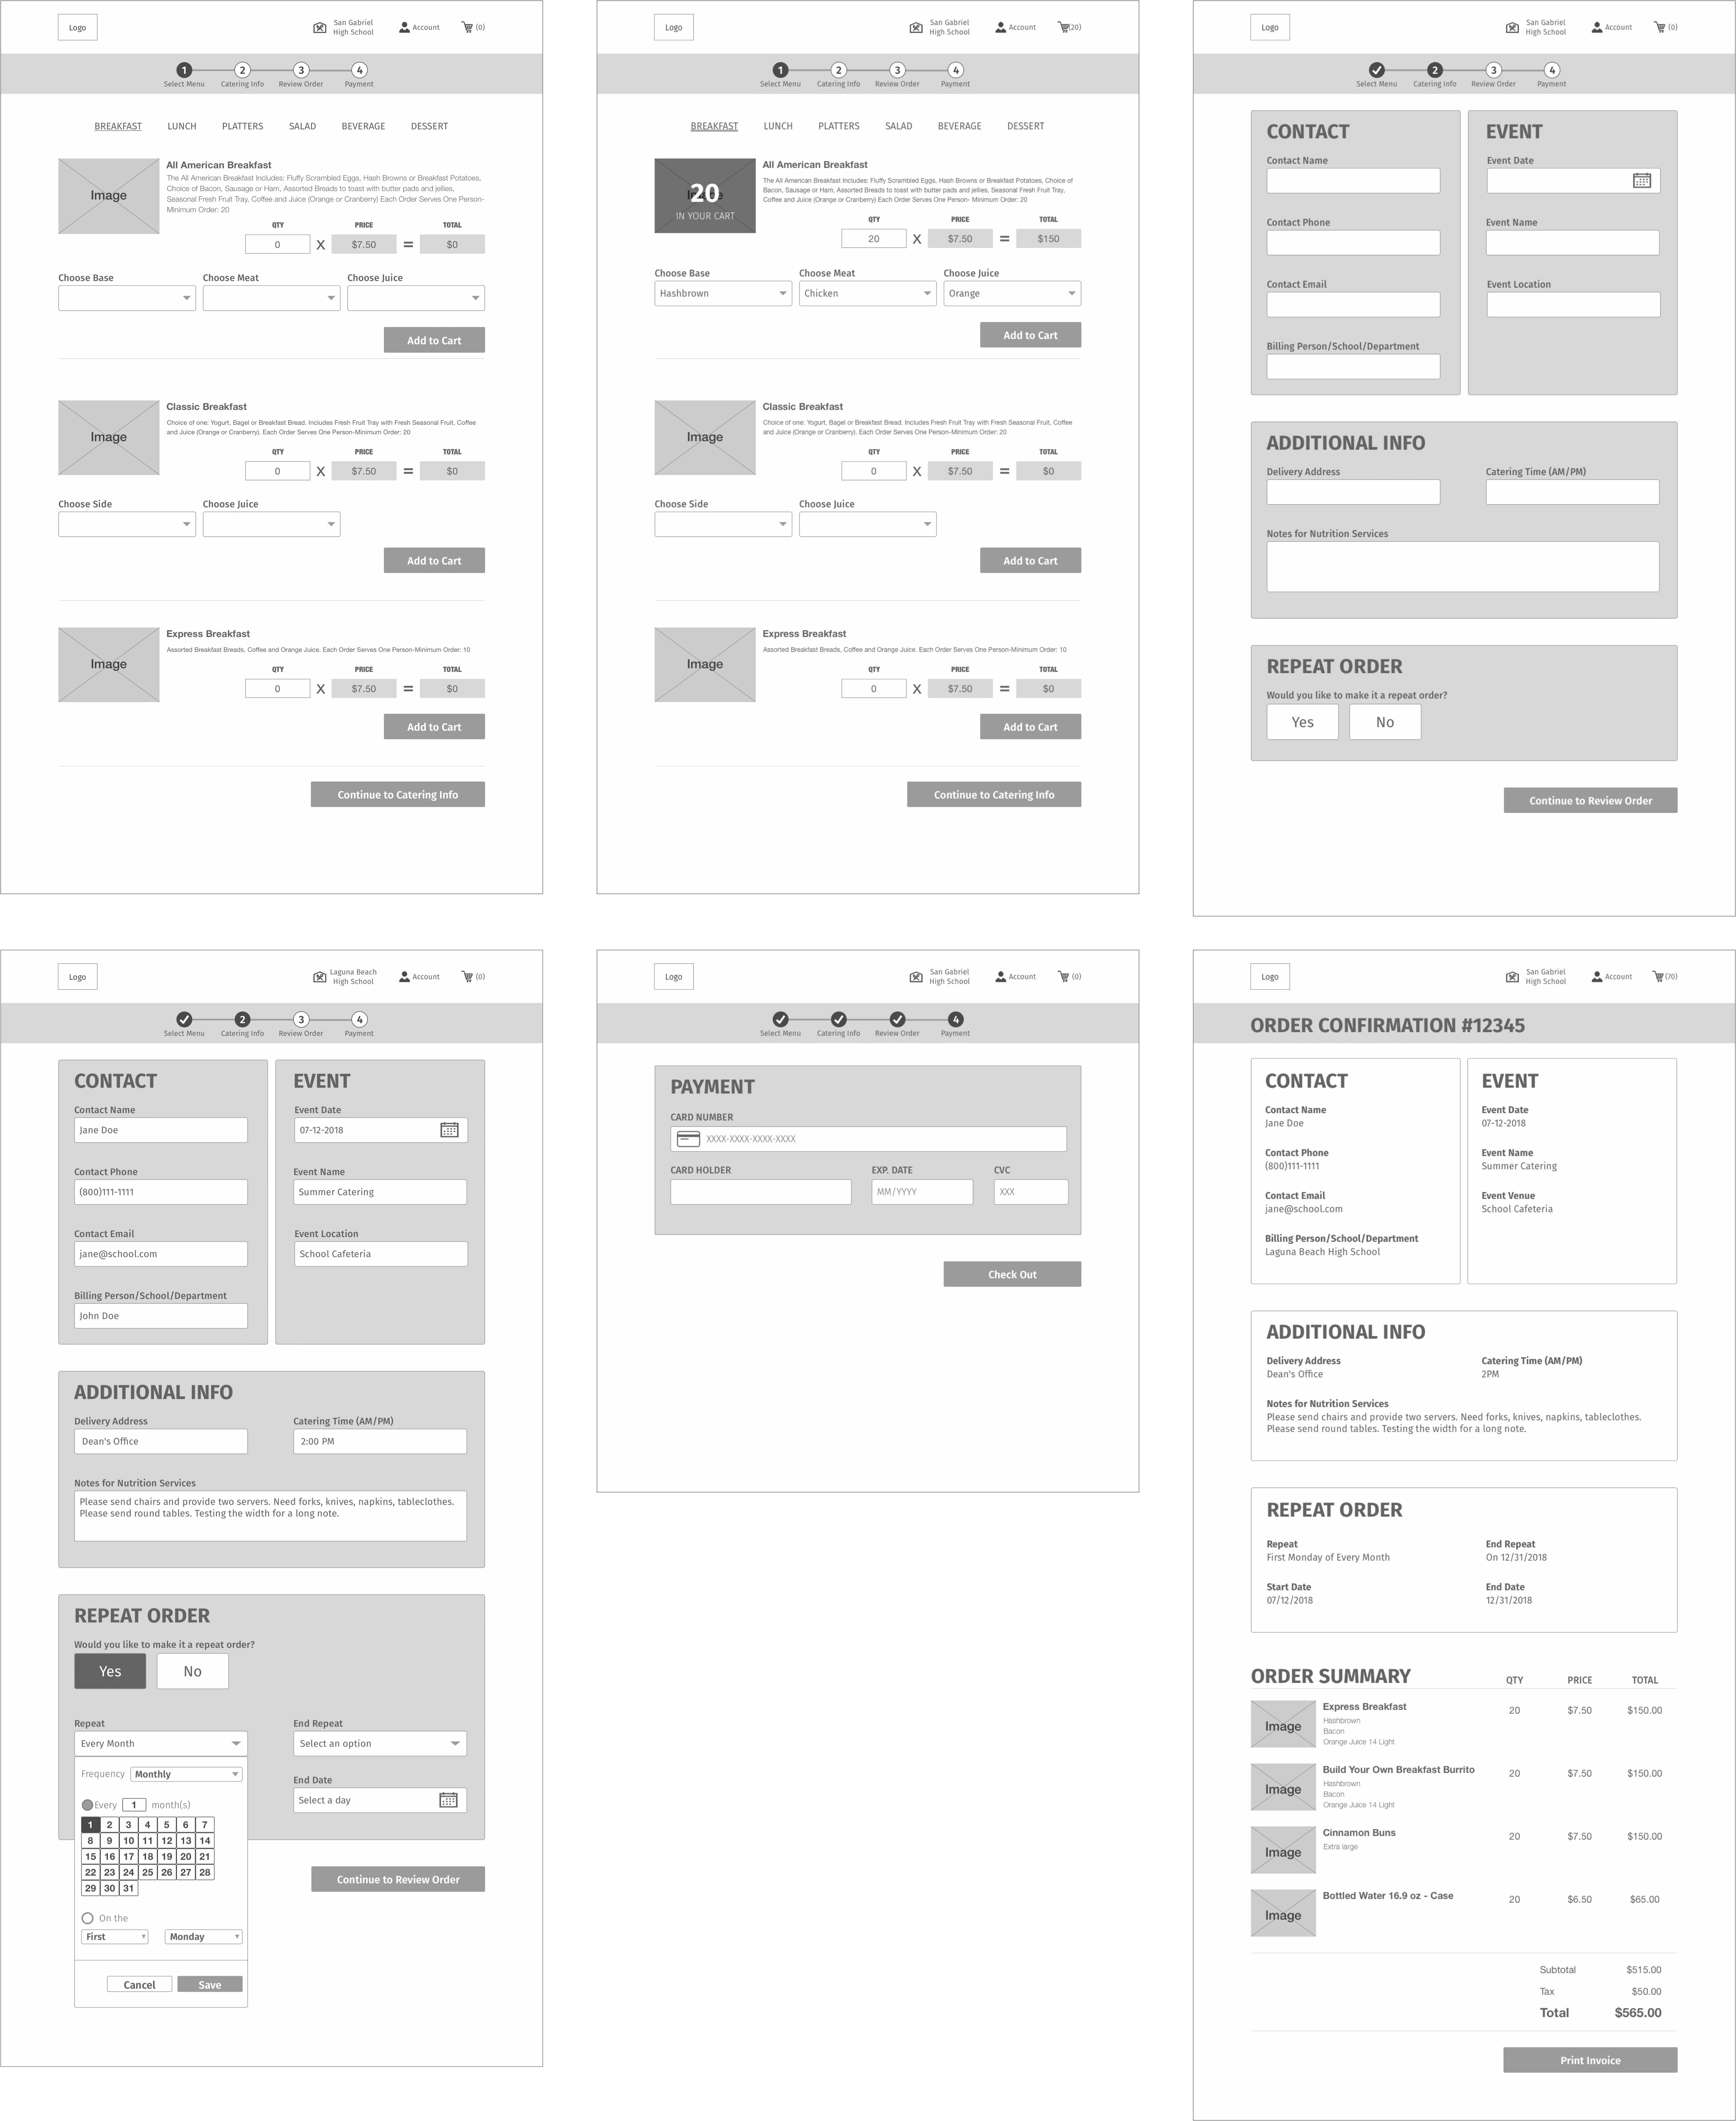 Logo
San Gabriel
High School
Account
(0)
1
2
3
4
Select Menu
Catering Info
Review Order
Payment
BREAKFAST
LUNCH
PLATTERS
SALAD
BEVERAGE
DESSERT
Image
All American Breakfast
The All American Breakfast Includes: Fluffy Scrambled Eggs, Hash Browns or Breakfast Potatoes,
Choice of Bacon, Sausage or Ham, Assorted Breads to toast with butter pads and jellies,
Seasonal Fresh Fruit Tray, Coffee and Juice (Orange or Cranberry) Each Order Serves One Person-
Minimum Order: 20
QTY PRICE TOTAL
0 X $7.50 = $0
Choose Base Choose Meat Choose Juice
Add to Cart
Image
Classic Breakfast
Choice of one: Yogurt, Bagel or Breakfast Bread. Includes Fresh Fruit Tray with Fresh Seasonal Fruit, Coffee
and Juice (Orange or Cranberry). Each Order Serves One Person-Minimum Order: 20
QTY PRICE TOTAL
0 X $7.50 = $0
Choose Side Choose Juice
Add to Cart
Image
Express Breakfast
Assorted Breakfast Breads, Coffee and Orange Juice. Each Order Serves One Person-Minimum Order: 10
QTY PRICE TOTAL
0 X $7.50 = $0
Add to Cart
Continue to Catering Info
Logo
San Gabriel
High School
Account
(20)
1
2
3
4
Select Menu
Catering Info
Review Order
Payment
BREAKFAST
LUNCH
PLATTERS
SALAD
BEVERAGE
DESSERT
20
IN YOUR CART
All American Breakfast
The All American Breakfast Includes: Fluffy Scrambled Eggs, Hash Browns or Breakfast Potatoes, Choice of
Bacon, Sausage or Ham, Assorted Breads to toast with butter pads and jellies, Seasonal Fresh Fruit Tray,
Coffee and Juice (Orange or Cranberry) Each Order Serves One Person- Minimum Order: 20
QTY PRICE TOTAL
20 X $7.50 = $150
Choose Base Choose Meat Choose Juice
Hashbrown Chicken Orange
Add to Cart
Image
Classic Breakfast
Choice of one: Yogurt, Bagel or Breakfast Bread. Includes Fresh Fruit Tray with Fresh Seasonal Fruit, Coffee
and Juice (Orange or Cranberry). Each Order Serves One Person-Minimum Order: 20
QTY PRICE TOTAL
0 X $7.50 = $0
Choose Side Choose Juice
Add to Cart
Image
Express Breakfast
Assorted Breakfast Breads, Coffee and Orange Juice. Each Order Serves One Person-Minimum Order: 10
QTY PRICE TOTAL
0 X $7.50 = $0
Add to Cart
Continue to Catering Info
Logo
San Gabriel
High School
Account
(0)
2
3
4
Select Menu
Catering Info
Review Order
Payment
CONTACT
Contact Name
Contact Phone
Contact Email
Billing Person/School/Department
EVENT
Event Date
Event Name
Event Location
ADDITIONAL INFO
Delivery Address Catering Time (AM/PM)
Notes for Nutrition Services
REPEAT ORDER
Would you like to make it a repeat order?
Yes No
Continue to Review Order
Logo
Laguna Beach
High School
Account
(0)
2
3
4
Select Menu
Catering Info
Review Order
Payment
CONTACT
Contact Name
Jane Doe
Contact Phone
(800)111-1111
Contact Email
jane@school.com
Billing Person/School/Department
John Doe
EVENT
Event Date
07-12-2018
Event Name
Summer Catering
Event Location
School Cafeteria
ADDITIONAL INFO
Delivery Address Catering Time (AM/PM)
Dean's Office 2:00 PM
Notes for Nutrition Services
Please send chairs and provide two servers. Need forks, knives, napkins, tableclothes.
Please send round tables. Testing the width for a long note.
REPEAT ORDER
Would you like to make it a repeat order?
Yes No
Repeat
Every Month
Frequency Monthly
Every 1 month(s)
1 2 3 4 5 6 7
8 9 10 11 12 13 14
15 16 17 18 19 20 21
22 23 24 25 26 27 28
29 30 31
On the
First Monday
Cancel Save
End Repeat
Select an option
End Date
Select a day
Continue to Review Order
Logo
San Gabriel
High School
Account
(0)
4
Select Menu
Catering Info
Review Order
Payment
PAYMENT
CARD NUMBER
XXXX-XXXX-XXXX-XXXX
CARD HOLDER EXP. DATE CVC
MM/YYYY XXX
Check Out
Logo
San Gabriel
High School
Account
(70)
ORDER CONFIRMATION #12345
CONTACT
Contact Name
Jane Doe
Contact Phone
(800)111-1111
Contact Email
jane@school.com
Billing Person/School/Department
Laguna Beach High School
EVENT
Event Date
07-12-2018
Event Name
Summer Catering
Event Venue
School Cafeteria
ADDITIONAL INFO
Delivery Address Catering Time (AM/PM)
Dean's Office 2PM
Notes for Nutrition Services
Please send chairs and provide two servers. Need forks, knives, napkins, tableclothes.
Please send round tables. Testing the width for a long note.
REPEAT ORDER
Repeat End Repeat
First Monday of Every Month On 12/31/2018
Start Date End Date
07/12/2018 12/31/2018
ORDER SUMMARY QTY PRICE TOTAL
Image
Express Breakfast 20 $7.50 $150.00
Hashbrown
Bacon
Orange Juice 14 Light
Image
Build Your Own Breakfast Burrito 20 $7.50 $150.00
Hashbrown
Bacon
Orange Juice 14 Light
Image
Cinnamon Buns 20 $7.50 $150.00
Extra large
Image
Bottled Water 16.9 oz - Case 20 $6.50 $65.00
Subtotal $515.00
Tax $50.00
Total $565.00
Print Invoice